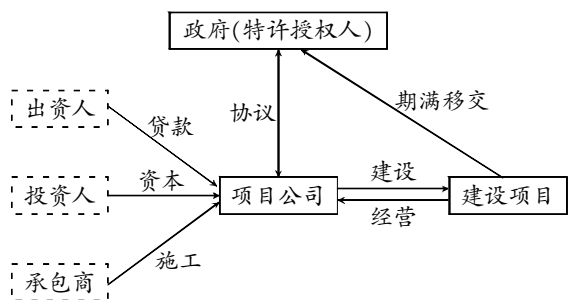 政府(特许授权人)
出资人
贷款
协议
期满移交
投资人
资本
项目公司
建设
经营
建设项目
承包商
施工